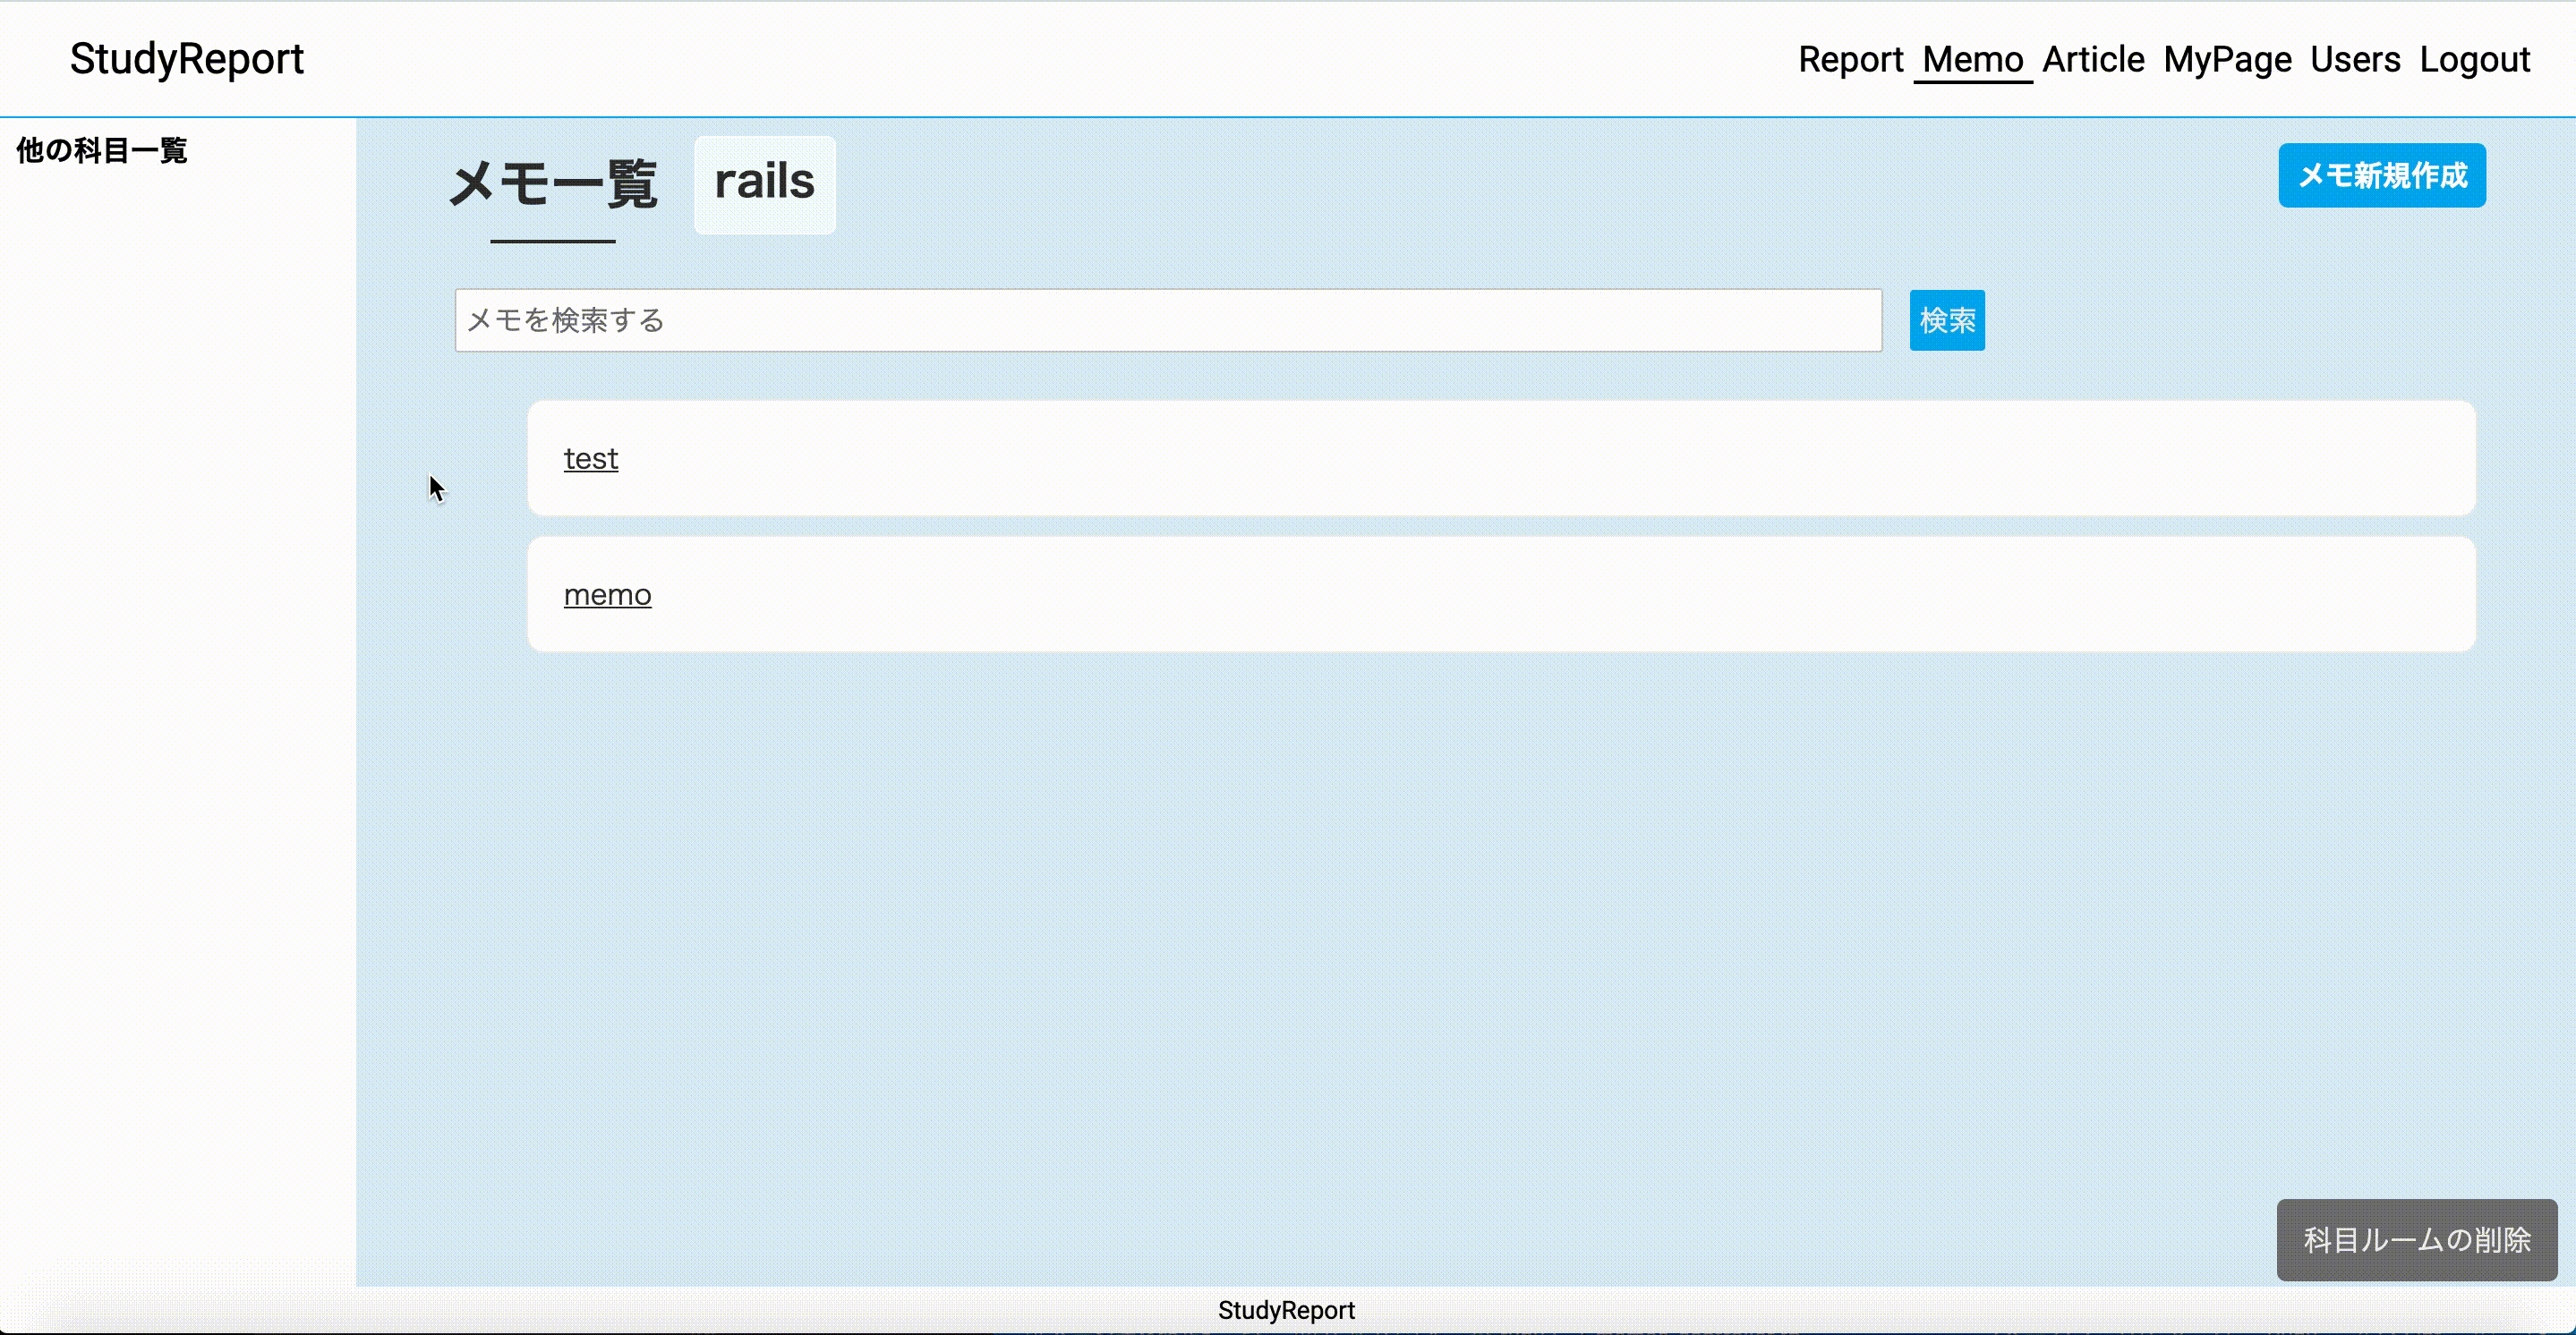 StudyReport
Report Memo Article MyPage Users Logout
他の科目一覧
メモ一覧 rails
メモ新規作成
メモを検索する 検索
test
memo
科目ルームの削除
StudyReport